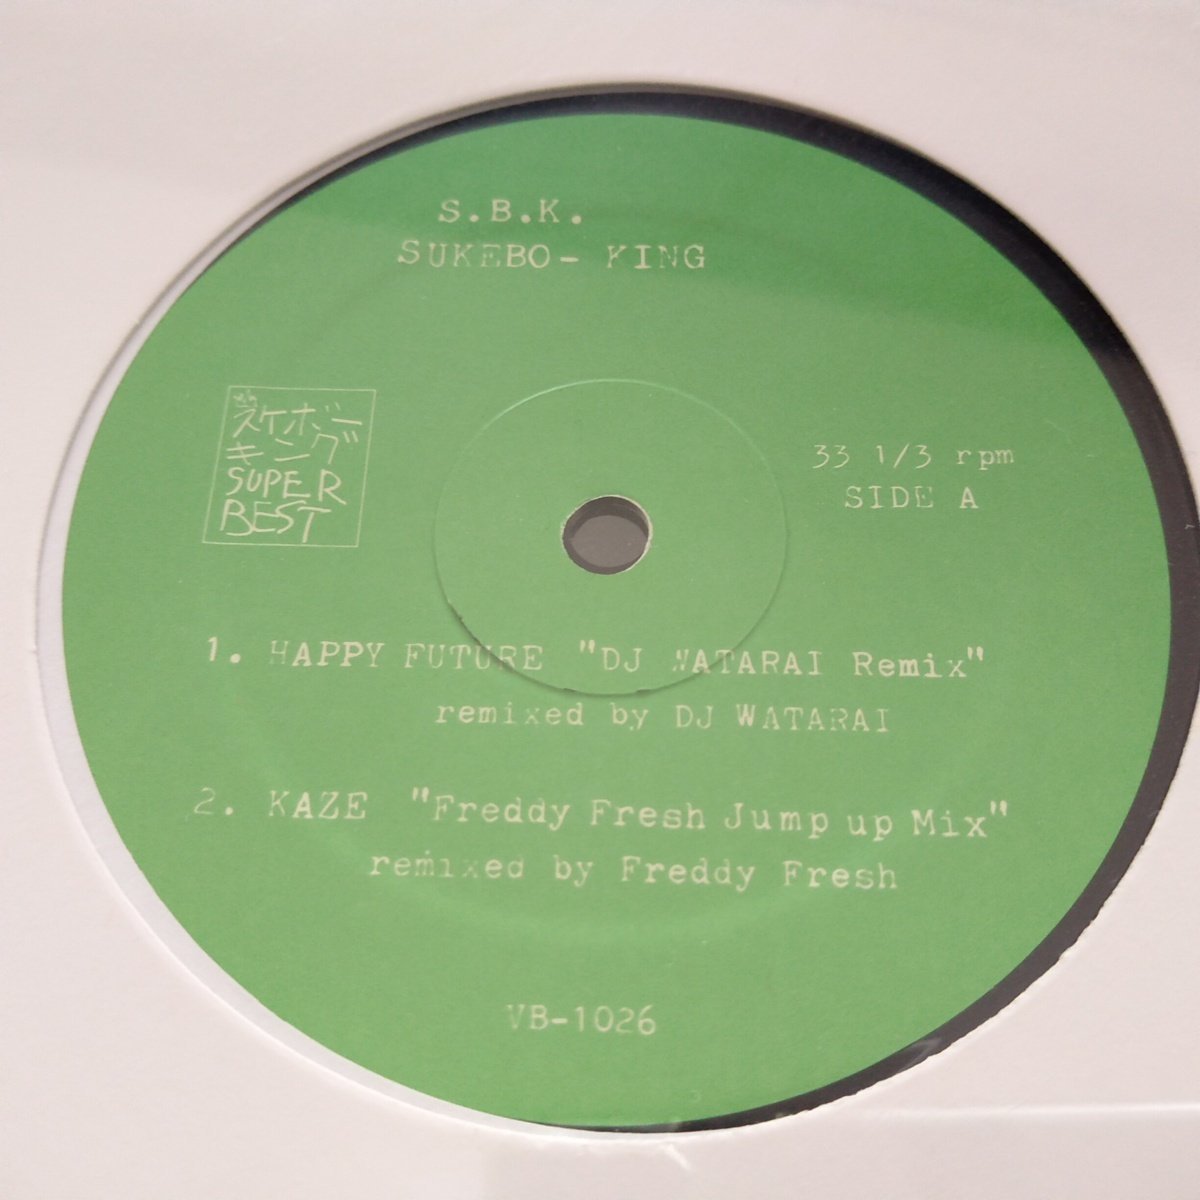 S.B.K.
SUKEBO- KING
スケボー
キング
SUPER
BEST
33 1/3 rpm
SIDE A
1. HAPPY FUTURE "DJ WATARAI Remix"
remixed by DJ WATARAI
2. KAZE "Freddy Fresh Jump up Mix"
remixed by Freddy Fresh
VB-1026